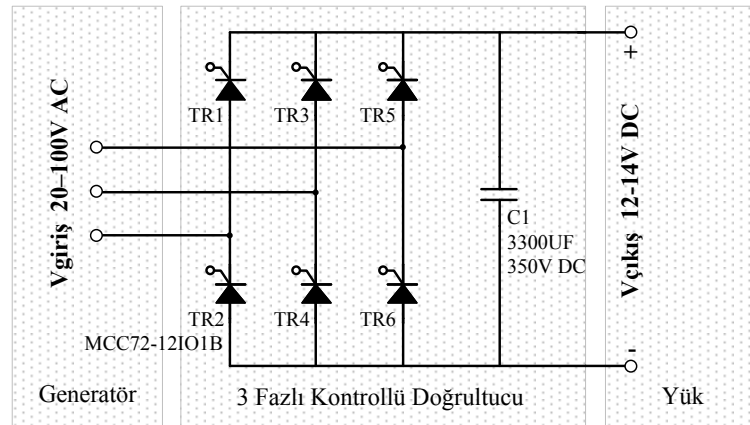 Vgiriş 20–100V AC
TR1
TR3
TR5
TR2
TR4
TR6
MCC72-12IO1B
C1
3300UF
350V DC
+
Vçıkış 12-14V DC
-
Generatör
3 Fazlı Kontrollü Doğrultucu
Yük